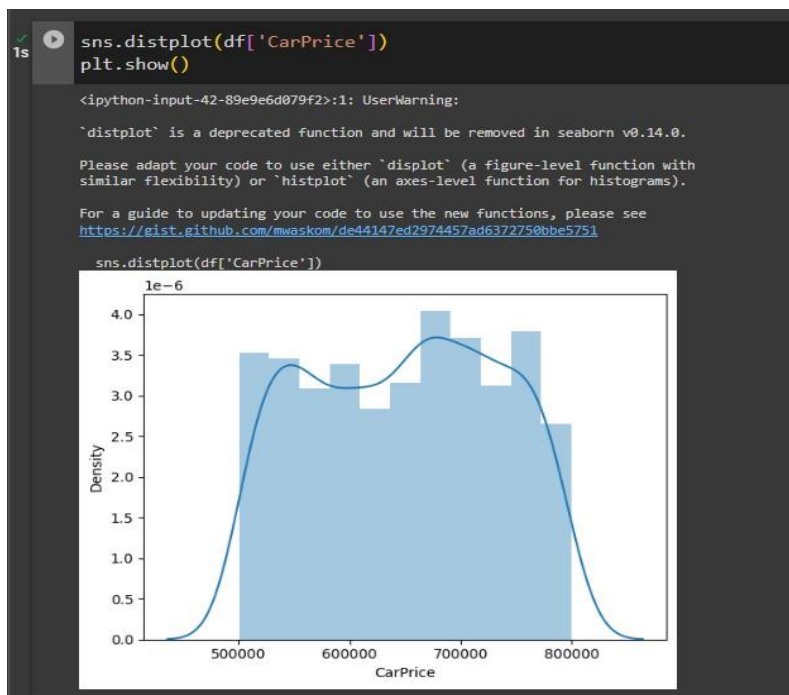 1s
sns.distplot(df['CarPrice'])
plt.show()
<ipython-input-42-89e9e6d079f2>:1: UserWarning:
`distplot` is a deprecated function and will be removed in seaborn v0.14.0.
Please adapt your code to use either `displot` (a figure-level function with
similar flexibility) or `histplot` (an axes-level function for histograms).
For a guide to updating your code to use the new functions, please see
https://gist.github.com/mwaskom/de44147ed2974457ad6372750bbe5751
sns.distplot(df['CarPrice'])
1e−6
4.0
3.5
3.0
2.5
2.0
1.5
1.0
0.5
0.0
Density
500000 600000 700000 800000
CarPrice